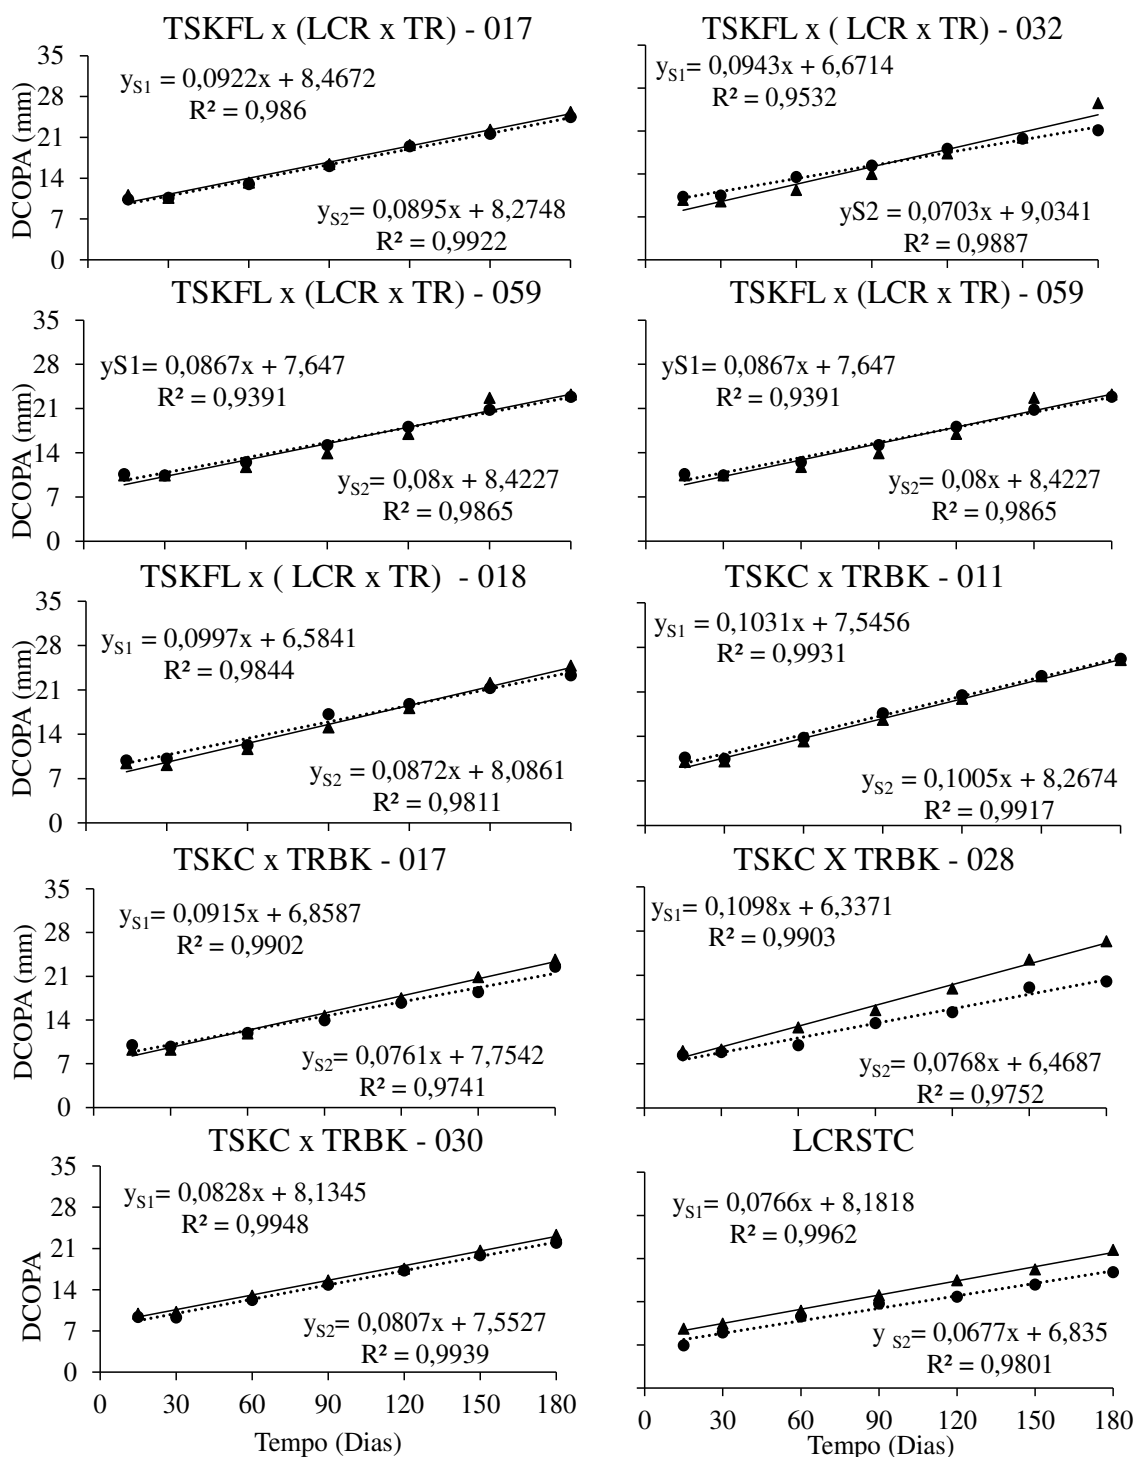 TSKFL x (LCR x TR) - 017
35
28
21
14
7
0
DCOPA (mm)
yS1 = 0,0922x + 8,4672
R² = 0,986
yS2 = 0,0895x + 8,2748
R² = 0,9922
TSKFL x ( LCR x TR) - 032
yS1 = 0,0943x + 6,6714
R² = 0,9532
yS2 = 0,0703x + 9,0341
R² = 0,9887
TSKFL x (LCR x TR) - 059
35
28
21
14
7
0
DCOPA (mm)
yS1= 0,0867x + 7,647
R² = 0,9391
yS2 = 0,08x + 8,4227
R² = 0,9865
TSKFL x (LCR x TR) - 059
yS1= 0,0867x + 7,647
R² = 0,9391
yS2 = 0,08x + 8,4227
R² = 0,9865
TSKFL x ( LCR x TR) - 018
35
28
21
14
7
0
DCOPA (mm)
yS1 = 0,0997x + 6,5841
R² = 0,9844
yS2 = 0,0872x + 8,0861
R² = 0,9811
TSKC x TRBK - 011
yS1 = 0,1031x + 7,5456
R² = 0,9931
yS2 = 0,1005x + 8,2674
R² = 0,9917
TSKC x TRBK - 017
35
28
21
14
7
0
DCOPA (mm)
yS1= 0,0915x + 6,8587
R² = 0,9902
yS2 = 0,0761x + 7,7542
R² = 0,9741
TSKC X TRBK - 028
yS1= 0,1098x + 6,3371
R² = 0,9903
yS2 = 0,0768x + 6,4687
R² = 0,9752
TSKC x TRBK - 030
35
28
21
14
7
0
DCOPA
yS1= 0,0828x + 8,1345
R² = 0,9948
yS2= 0,0807x + 7,5527
R² = 0,9939
0 30 60 90 120 150 180
Tempo (Dias)
LCRSTC
yS1= 0,0766x + 8,1818
R² = 0,9962
y S2 = 0,0677x + 6,835
R² = 0,9801
0 30 60 90 120 150 180
Tempo (Dias)